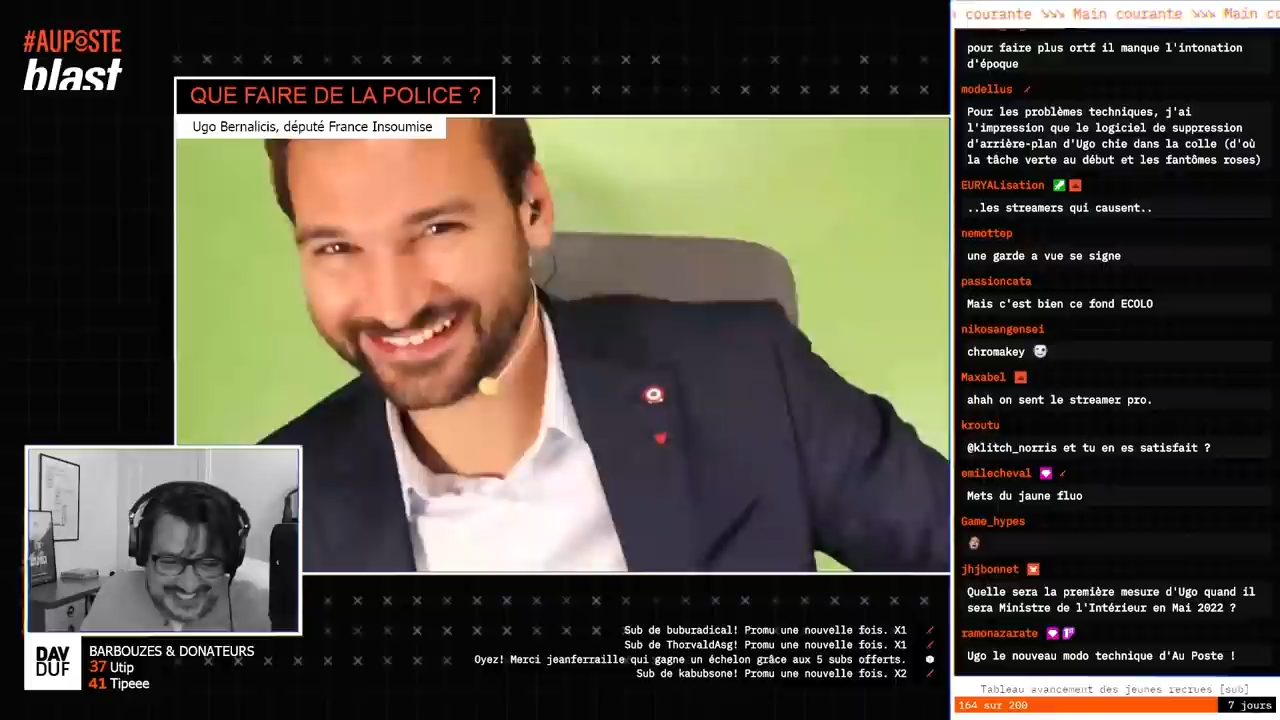 #AUPOSTE
blast
QUE FAIRE DE LA POLICE ?
Ugo Bernalicis, député France Insoumise
DAV
DUF
BARBOUZES & DONATEURS
37 Utip
41 Tipeee
Sub de buburadical! Promu une nouvelle fois. X1
Sub de ThorvaldAsg! Promu une nouvelle fois. X1
Oyez! Merci jeanferraille qui gagne un échelon grâce aux 5 subs offerts.
Sub de kabubsone! Promu une nouvelle fois. X2
courante >>> Main courante >>> Main co
pour faire plus ortf il manque l'intonation
d'époque
modellus
Pour les problèmes techniques, j'ai
l'impression que le logiciel de suppression
d'arrière-plan d'Ugo chie dans la colle (d'où
la tâche verte au début et les fantômes roses)
EURYALisation
..les streamers qui causent..
nemottep
une garde a vue se signe
passioncata
Mais c'est bien ce fond ECOLO
nikosangensei
chromakey
Maxabel
ahah on sent le streamer pro.
kroutu
@klitch_norris et tu en es satisfait ?
emilecheval
Mets du jaune fluo
Game_hypes
jhjbonnet
Quelle sera la première mesure d'Ugo quand il
sera Ministre de l'Intérieur en Mai 2022 ?
ramonazarate
Ugo le nouveau modo technique d'Au Poste !
Tableau avancement des jeunes recrues [sub]
164 sur 200
7 jours